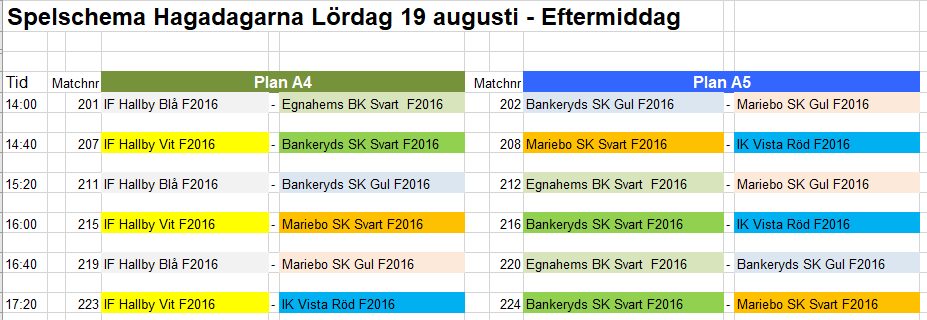 Spelschema Hagadagarna Lördag 19 augusti - Eftermiddag
Tid Matchnr Plan A4 Matchnr Plan A5
14:00 201 IF Hallby Blå F2016 - Egnahems BK Svart F2016 202 Bankeryds SK Gul F2016 - Mariebo SK Gul F2016
14:40 207 IF Hallby Vit F2016 - Bankeryds SK Svart F2016 208 Mariebo SK Svart F2016 - IK Vista Röd F2016
15:20 211 IF Hallby Blå F2016 - Bankeryds SK Gul F2016 212 Egnahems BK Svart F2016 - Mariebo SK Gul F2016
16:00 215 IF Hallby Vit F2016 - Mariebo SK Svart F2016 216 Bankeryds SK Svart F2016 - IK Vista Röd F2016
16:40 219 IF Hallby Blå F2016 - Mariebo SK Gul F2016 220 Egnahems BK Svart F2016 - Bankeryds SK Gul F2016
17:20 223 IF Hallby Vit F2016 - IK Vista Röd F2016 224 Bankeryds SK Svart F2016 - Mariebo SK Svart F2016